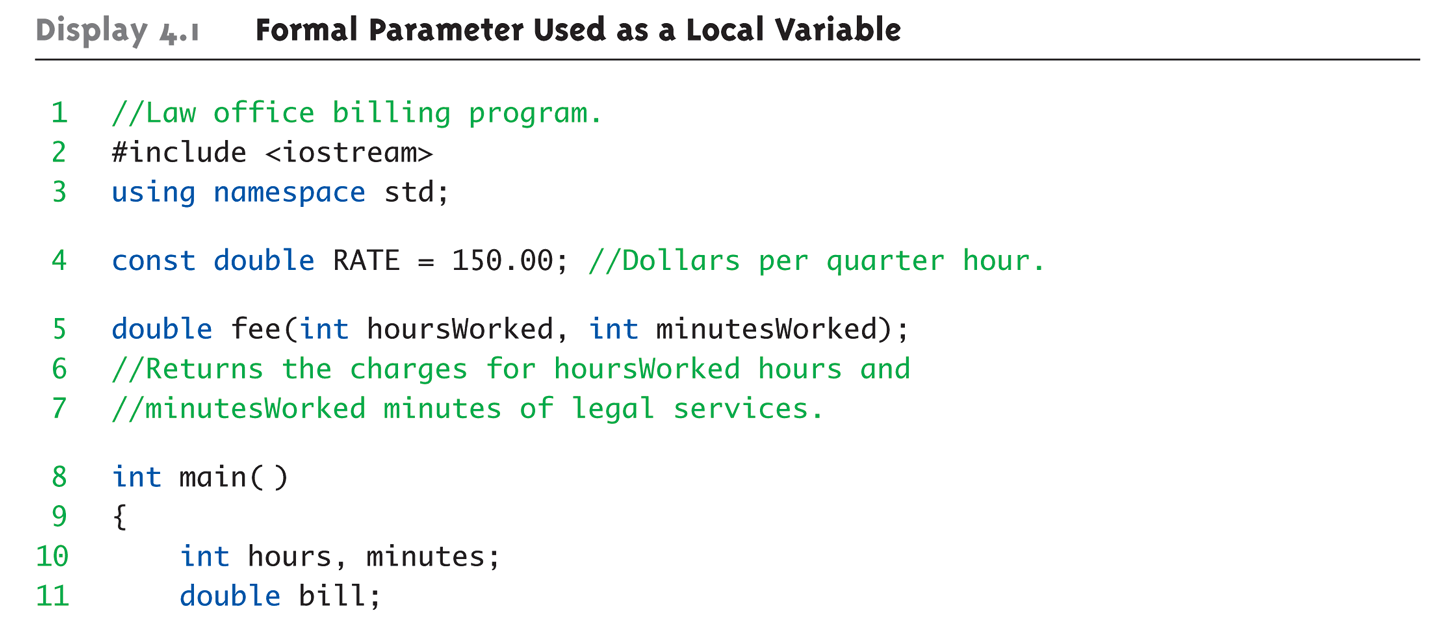 Display 4.1 Formal Parameter Used as a Local Variable
1 //Law office billing program.
2 #include <iostream>
3 using namespace std;
4 const double RATE = 150.00; //Dollars per quarter hour.
5 double fee(int hoursWorked, int minutesWorked);
6 //Returns the charges for hoursWorked hours and
7 //minutesWorked minutes of legal services.
8 int main( )
9 {
10     int hours, minutes;
11     double bill;